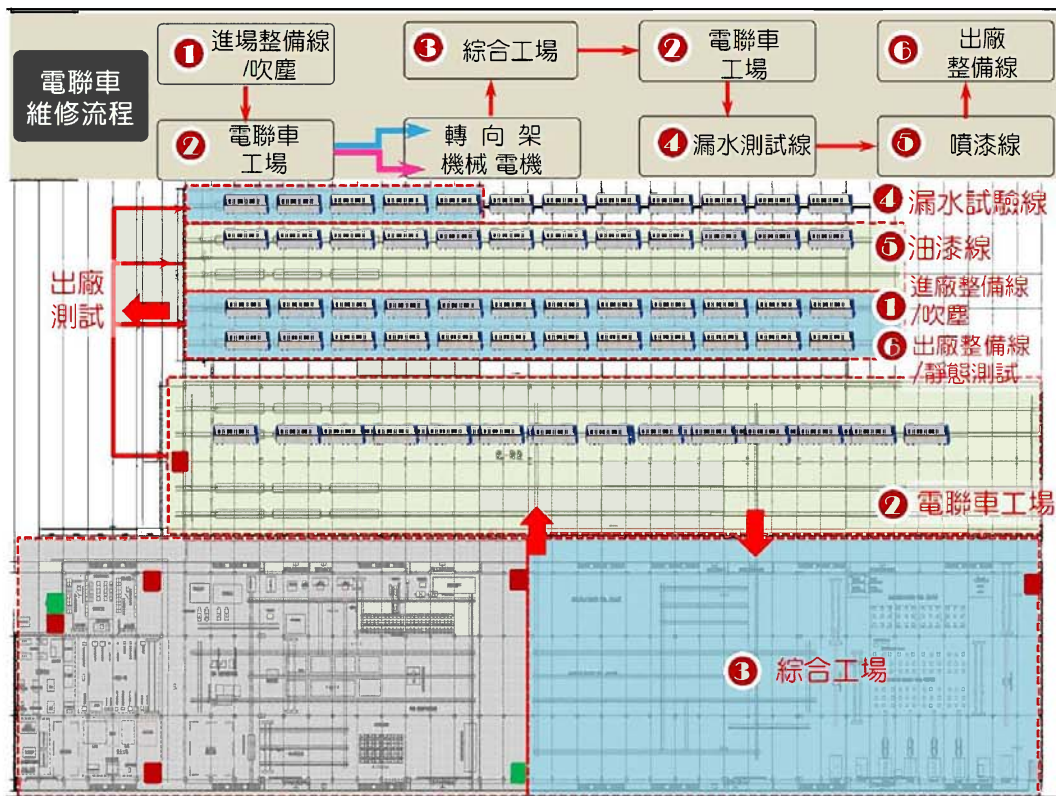 電聯車
維修流程
1 進場整備線
/吹塵
2 電聯車
工場
轉向架
機械電機
3 綜合工場
2 電聯車
工場
4 漏水測試線
5 噴漆線
6 出廠
整備線
4 漏水試驗線
5 油漆線
出廠
測試
1 進廠整備線
/吹塵
6 出廠整備線
/靜態測試
2 電聯車工場
3 綜合工場